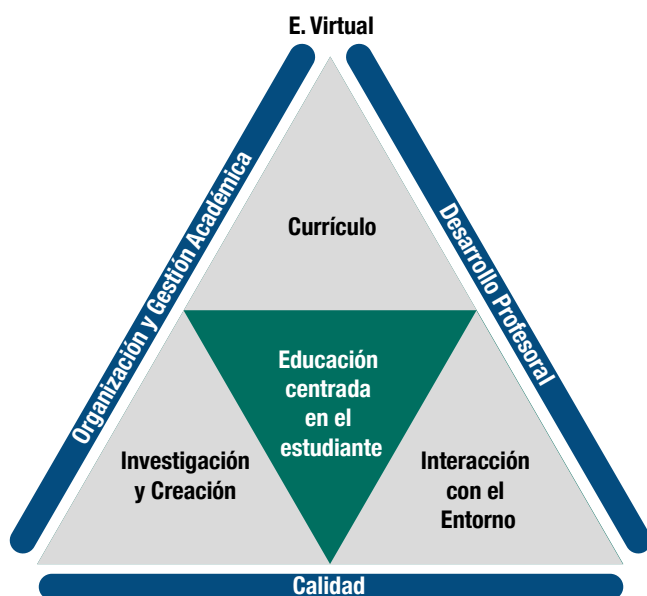 E. Virtual
Organización y Gestión Académica
Desarrollo Profesoral
Currículo
Educación
centrada
en el
estudiante
Investigación
y Creación
Interacción
con el
Entorno
Calidad